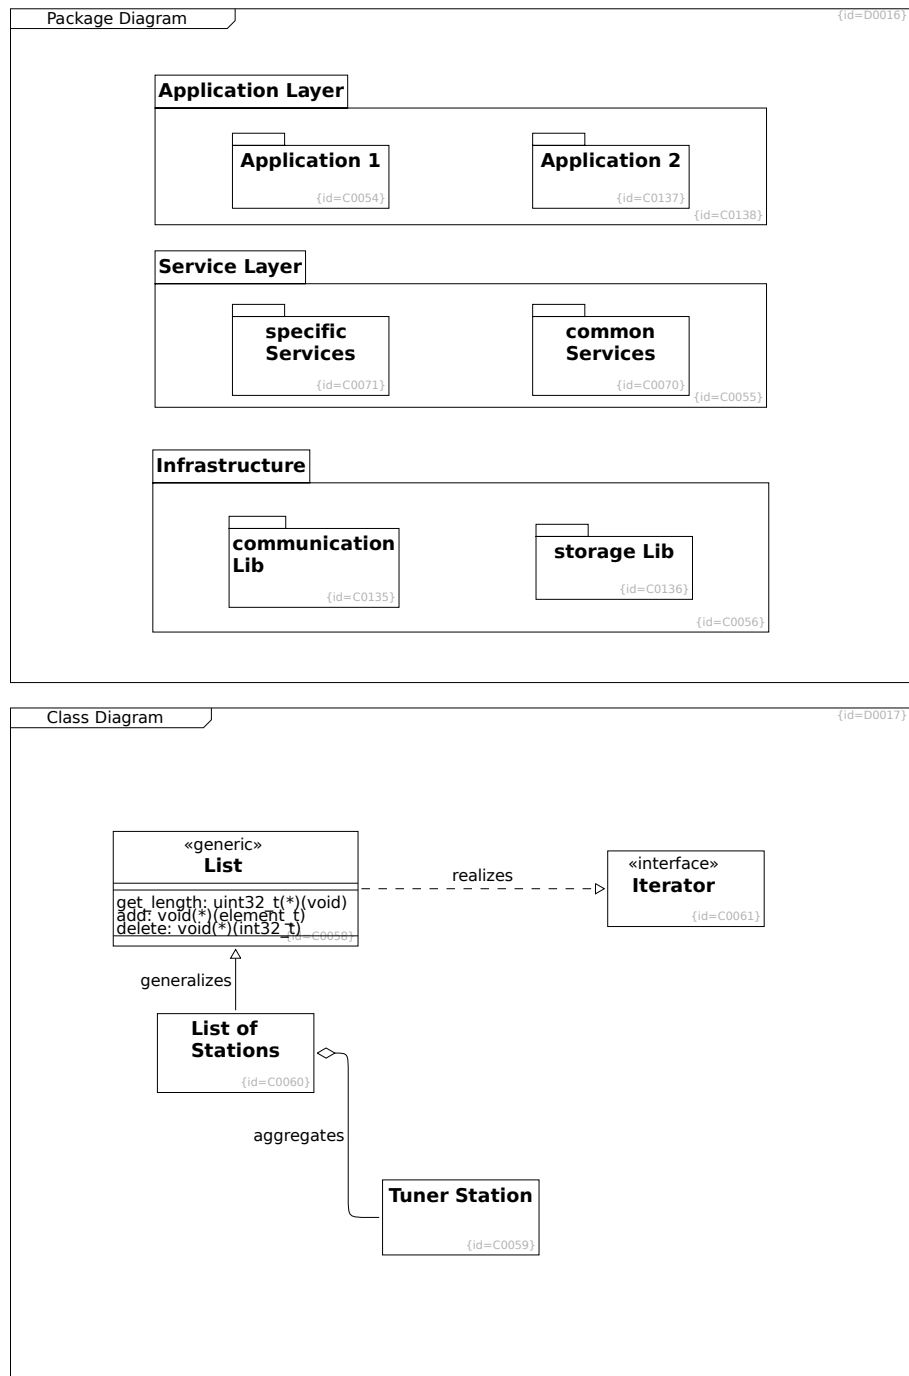 Package Diagram
{id=D0016}
Application Layer
Application 1
{id=C0054}
Application 2
{id=C0137}
{id=C0138}
Service Layer
specific
Services
{id=C0071}
common
Services
{id=C0070}
{id=C0055}
Infrastructure
communication
Lib
{id=C0135}
storage Lib
{id=C0136}
{id=C0056}
Class Diagram
{id=D0017}
«generic»
List
get_length: uint32_t(*)(void)
add: void(*)(element_t)
delete: void(*)(int32_t)
{id=C0058}
realizes
«interface»
Iterator
{id=C0061}
generalizes
List of
Stations
{id=C0060}
aggregates
Tuner Station
{id=C0059}